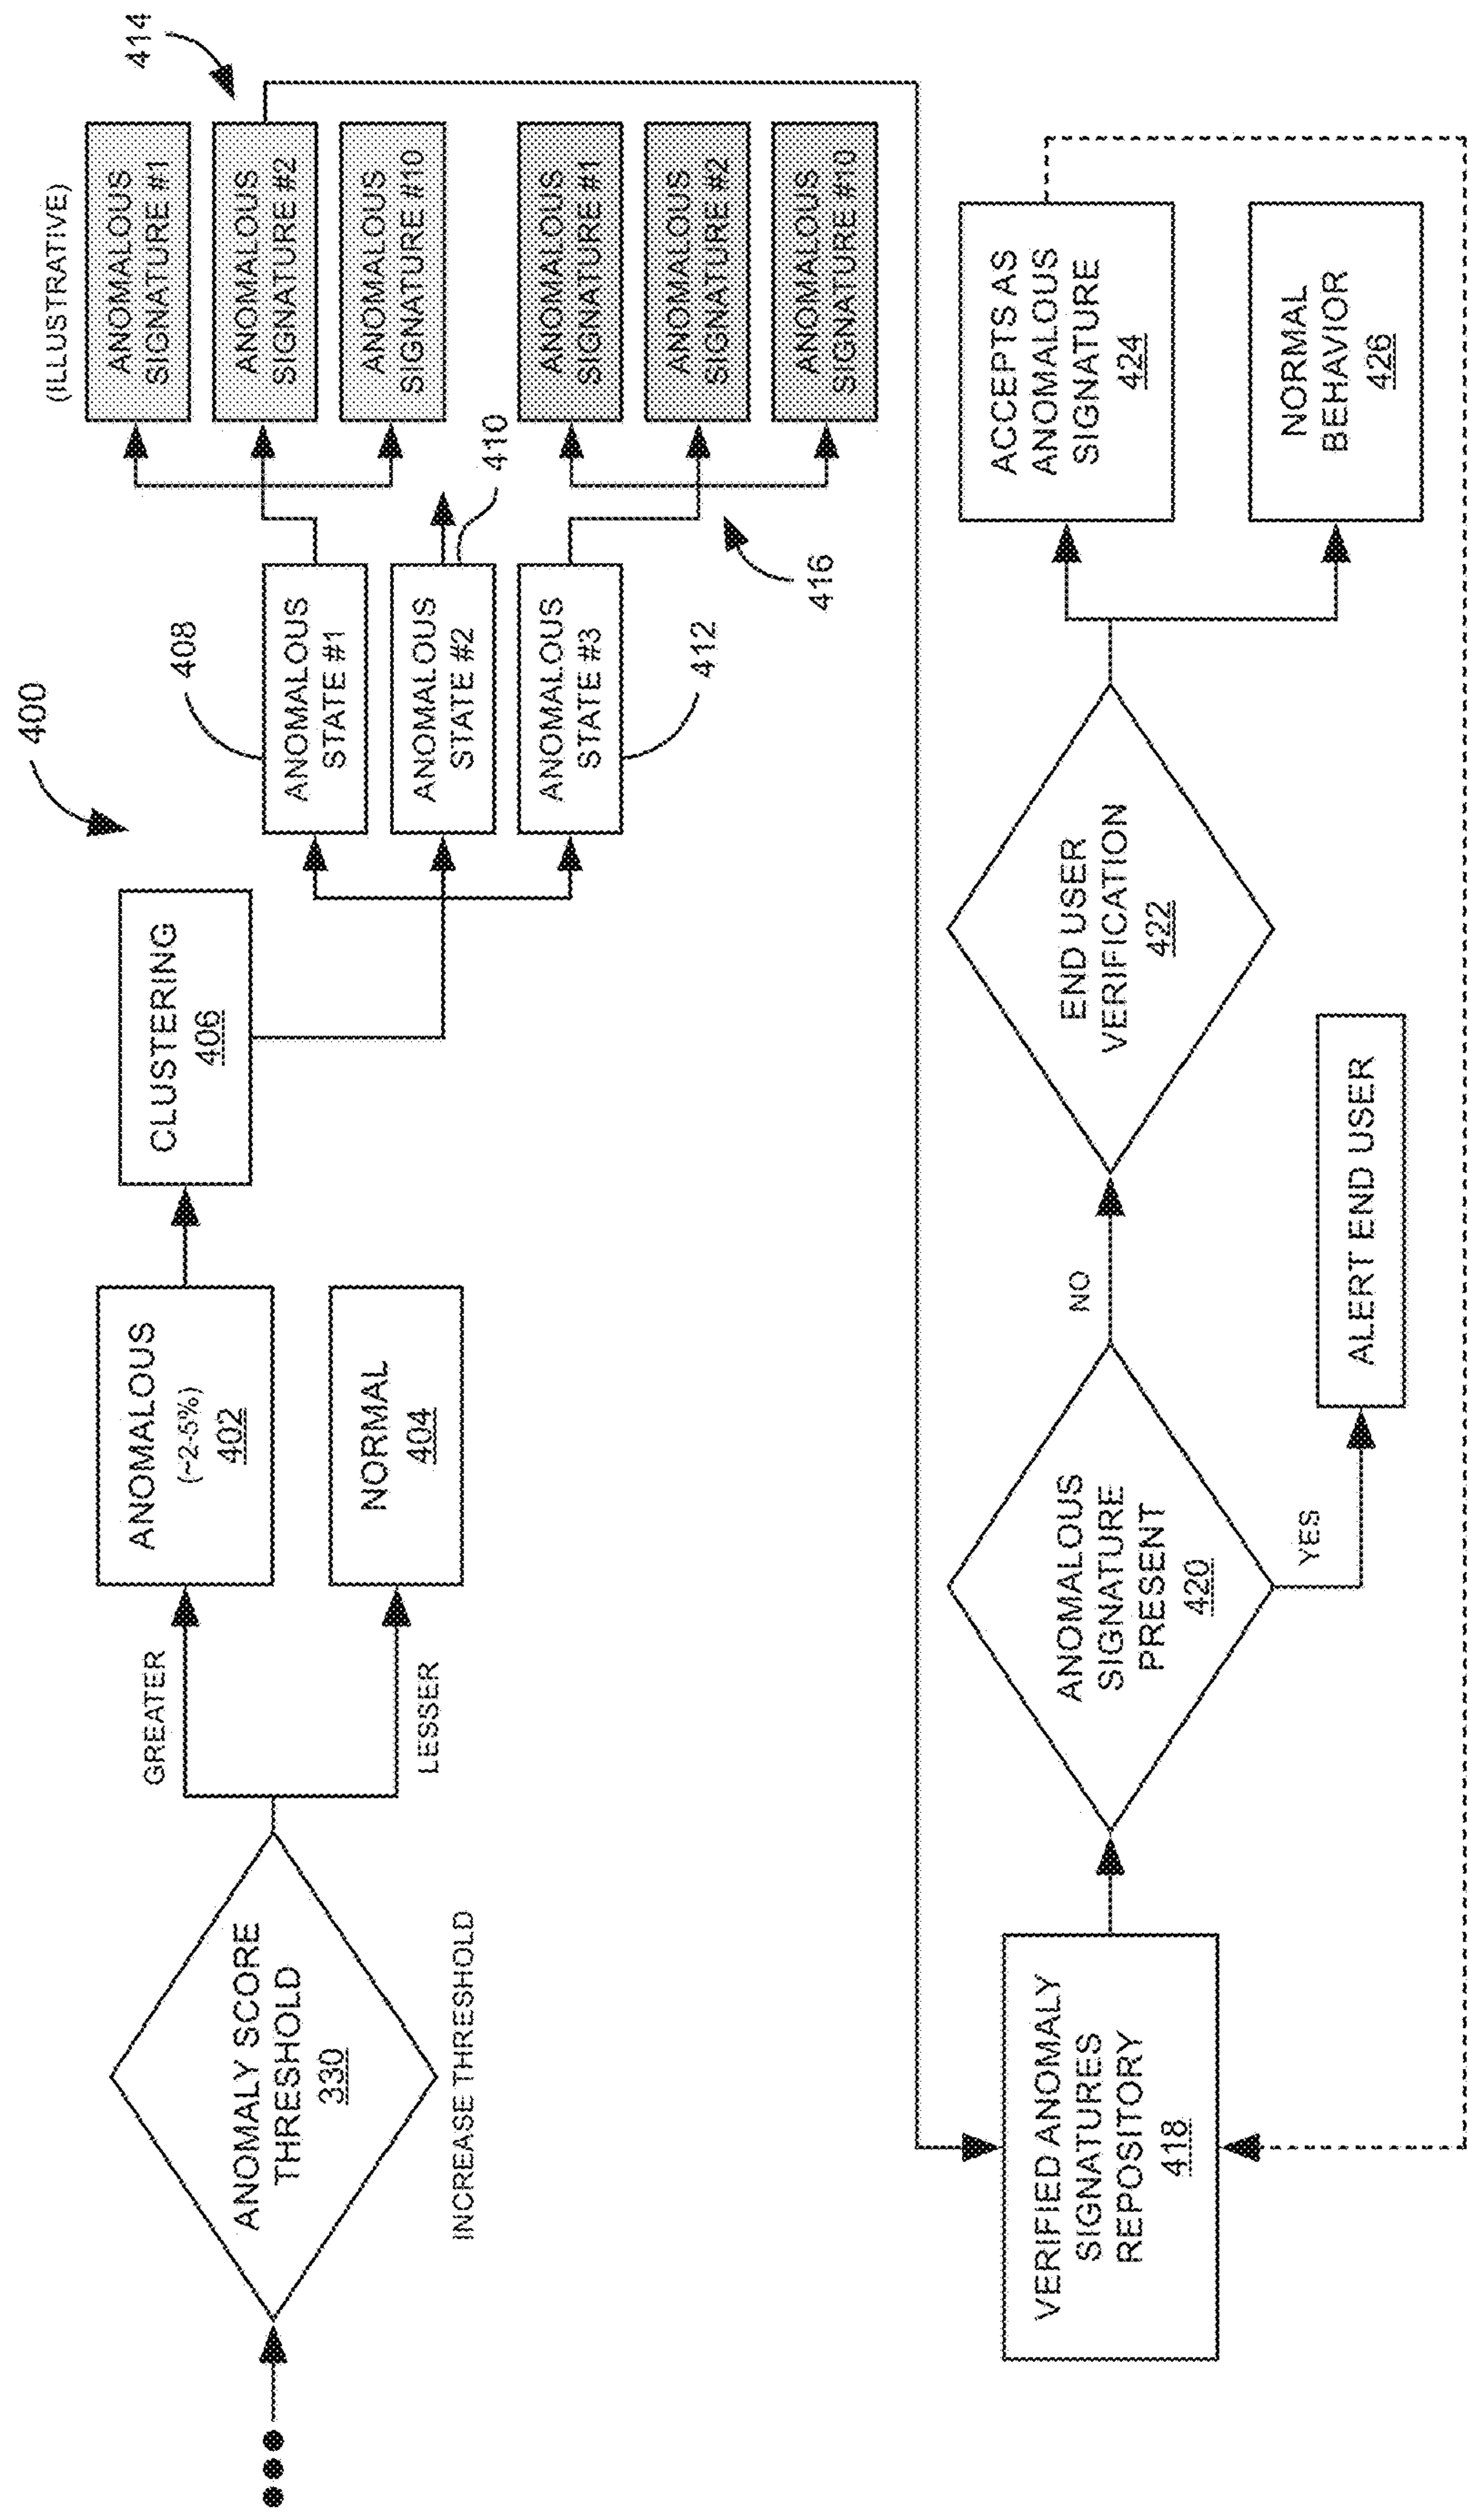 400
ANOMALY SCORE
THRESHOLD
330
INCREASE THRESHOLD
GREATER
LESSER
ANOMALOUS
(~2-5%)
402
NORMAL
404
CLUSTERING
406
408
ANOMALOUS
STATE #1
ANOMALOUS
STATE #2
410
ANOMALOUS
STATE #3
412
(ILLUSTRATIVE)
414
ANOMALOUS
SIGNATURE #1
ANOMALOUS
SIGNATURE #2
ANOMALOUS
SIGNATURE #10
416
ANOMALOUS
SIGNATURE #1
ANOMALOUS
SIGNATURE #2
ANOMALOUS
SIGNATURE #10
VERIFIED ANOMALY
SIGNATURES
REPOSITORY
418
ANOMALOUS
SIGNATURE
PRESENT
420
NO
YES
ALERT END USER
END USER
VERIFICATION
422
ACCEPTS AS
ANOMALOUS
SIGNATURE
424
NORMAL
BEHAVIOR
426